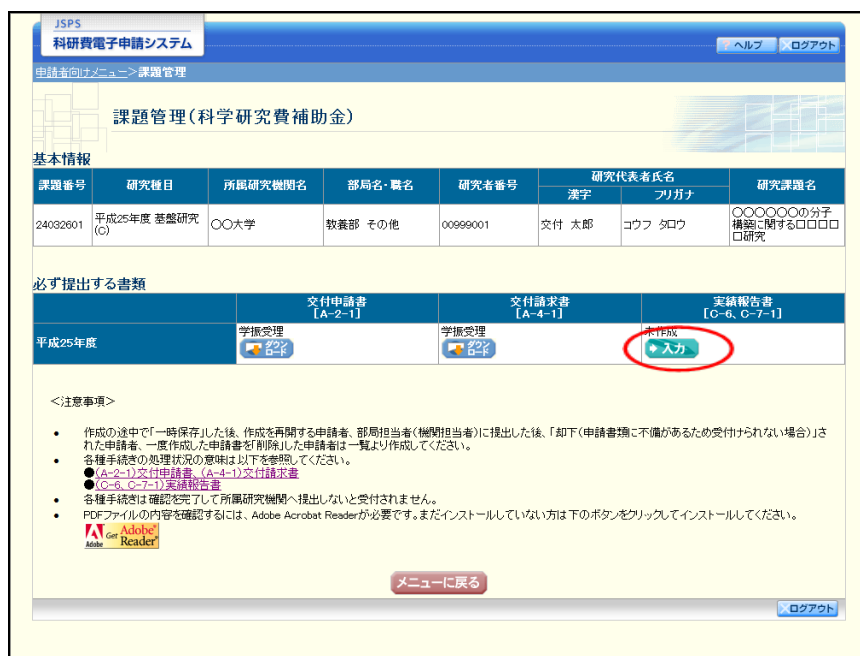 JSPS
科研費電子申請システム
? ヘルプ
×ログアウト
申請者向けメニュー>課題管理
課題管理(科学研究費補助金)
基本情報
課題番号 研究種目 所属研究機関名 部局名・職名 研究者番号 研究代表者氏名 研究課題名
漢字 フリガナ
24032601 平成25年度 基盤研究(C) 〇〇大学 教養部 その他 00999001 交付 太郎 コウフ タロウ 〇〇〇〇〇〇の分子構築に関する□□□□□研究
必ず提出する書類
交付申請書 [A-2-1] 交付請求書 [A-4-1] 実績報告書 [C-6、C-7-1]
平成25年度 学振受理 学振受理 未作成
ダウンロード ダウンロード 入力
<注意事項>
• 作成の途中で「一時保存」した後、作成を再開する申請者、部局担当者(機関担当者)に提出した後、「却下(申請書類に不備があるため受付けられない場合)」さ
れた申請者、一度作成した申請書を「削除」した申請者は一覧より作成してください。
• 各種手続きの処理状況の意味は以下を参照してください。
●(A-2-1)交付申請書、(A-4-1)交付請求書
●(C-6、C-7-1)実績報告書
• 各種手続きは確認を完了して所属研究機関へ提出しないと受付されません。
• PDFファイルの内容を確認するには、Adobe Acrobat Readerが必要です。まだインストールしていない方は下のボタンをクリックしてインストールしてください。
Adobe Get Adobe® Reader®
メニューに戻る
×ログアウト